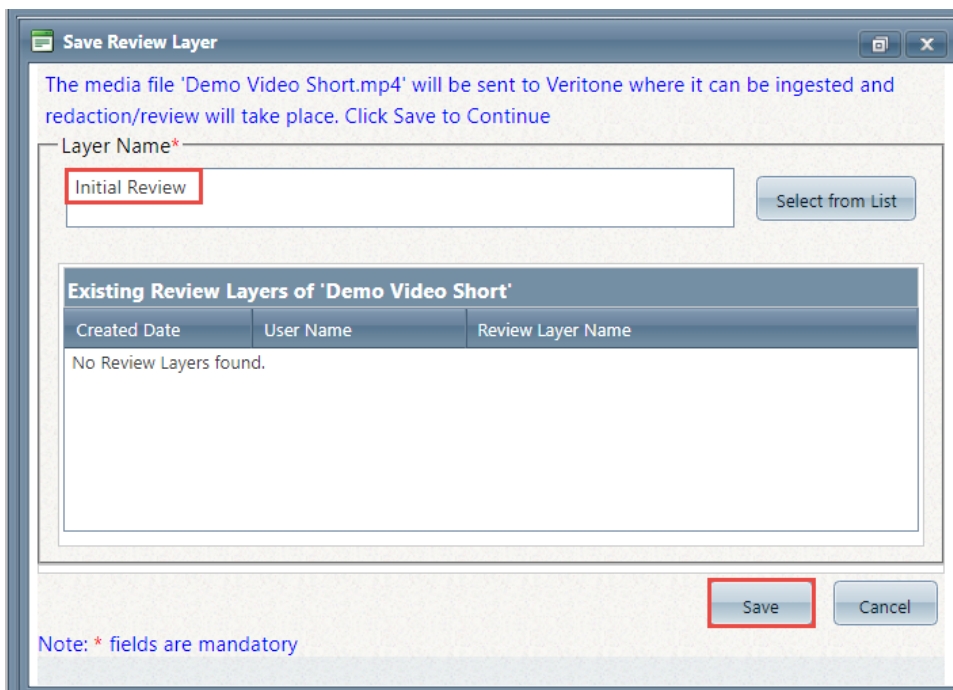 Save Review Layer
The media file 'Demo Video Short.mp4' will be sent to Veritone where it can be ingested and
redaction/review will take place. Click Save to Continue
Layer Name*
Initial Review
Select from List
Existing Review Layers of 'Demo Video Short'
Created Date User Name Review Layer Name
No Review Layers found.
Save Cancel
Note: * fields are mandatory